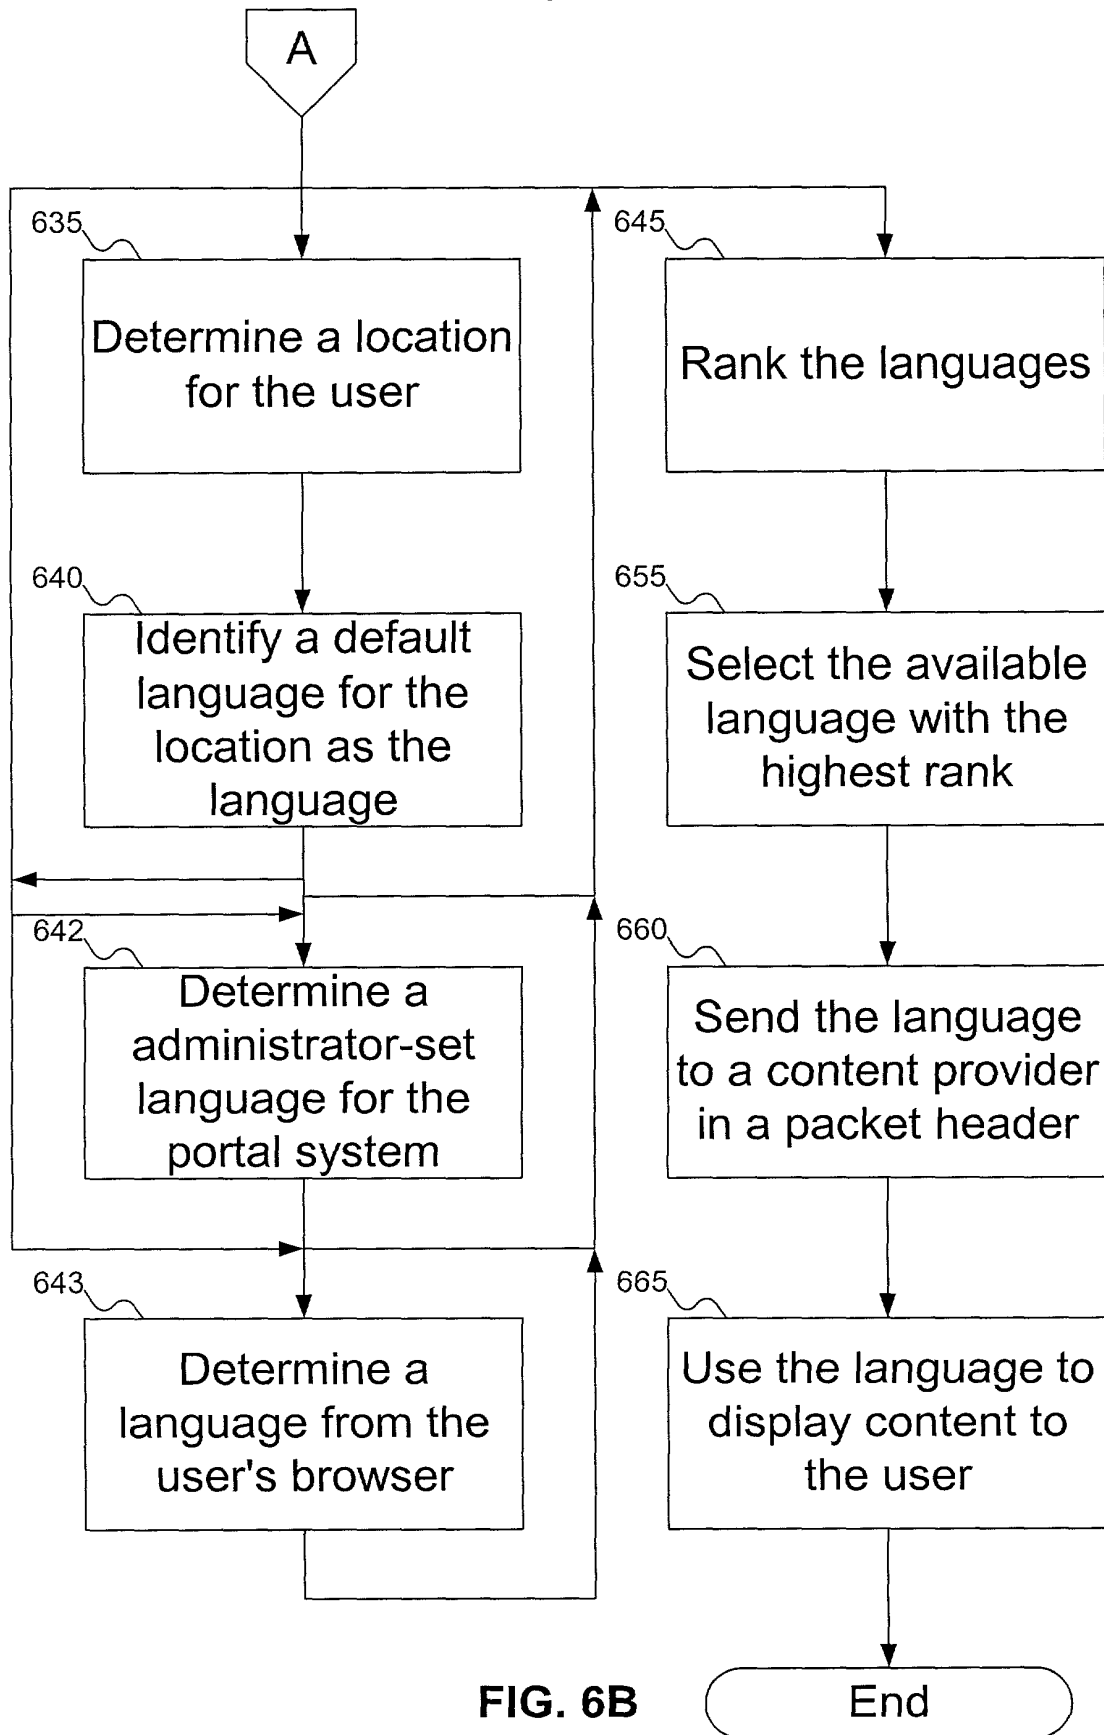 A
635
Determine a location
for the user
640
Identify a default
language for the
location as the
language
642
Determine a
administrator-set
language for the
portal system
643
Determine a
language from the
user's browser
645
Rank the languages
655
Select the available
language with the
highest rank
660
Send the language
to a content provider
in a packet header
665
Use the language to
display content to
the user
End
FIG. 6B